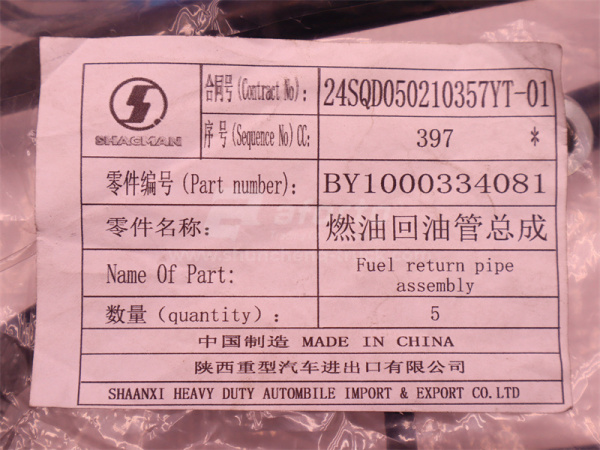 SHACMAN
合同号(Contract No): 24SQD050210357YT-01
序号(Sequence No)CC: 397 *
零件编号(Part number): BY1000334081
零件名称: 燃油回油管总成
Name Of Part: Fuel return pipe
assembly
数量(quantity): 5
中国制造 MADE IN CHINA
陕西重型汽车进出口有限公司
SHAANXI HEAVY DUTY AUTOMBILE IMPORT & EXPORT CO.LTD